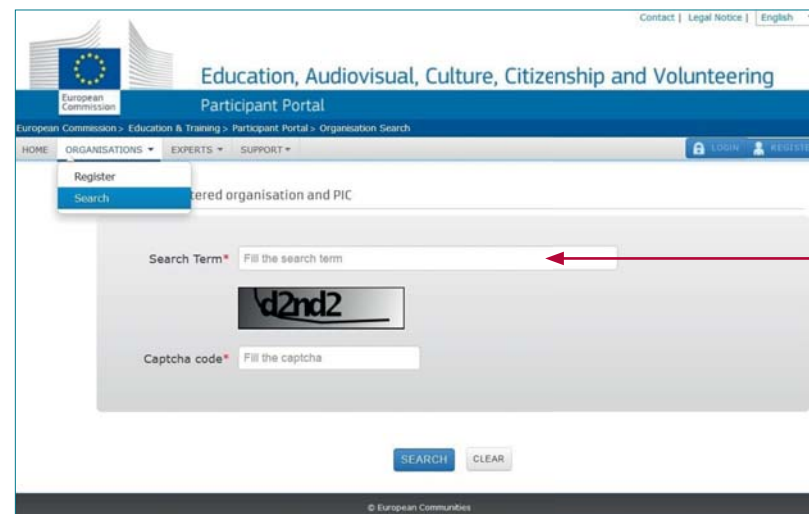 Contact | Legal Notice | English
Education, Audiovisual, Culture, Citizenship and Volunteering
European Commission
Participant Portal
European Commission > Education & Training > Participant Portal > Organisation Search
HOME ORGANISATIONS EXPERTS SUPPORT LOGIN REGISTE
Register
Search
tered organisation and PIC
Search Term* Fill the search term
d2nd2
Captcha code* Fill the captcha
SEARCH CLEAR
© European Communities